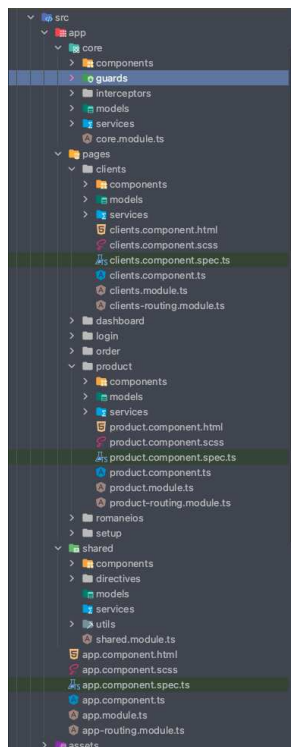 src
app
core
components
guards
interceptors
models
services
core.module.ts
pages
clients
components
models
services
clients.component.html
clients.component.scss
clients.component.spec.ts
clients.component.ts
clients.module.ts
clients-routing.module.ts
dashboard
login
order
product
components
models
services
product.component.html
product.component.scss
product.component.spec.ts
product.component.ts
product.module.ts
product-routing.module.ts
romaneios
setup
shared
components
directives
models
services
utils
shared.module.ts
app.component.html
app.component.scss
app.component.spec.ts
app.component.ts
app.module.ts
app-routing.module.ts
assets